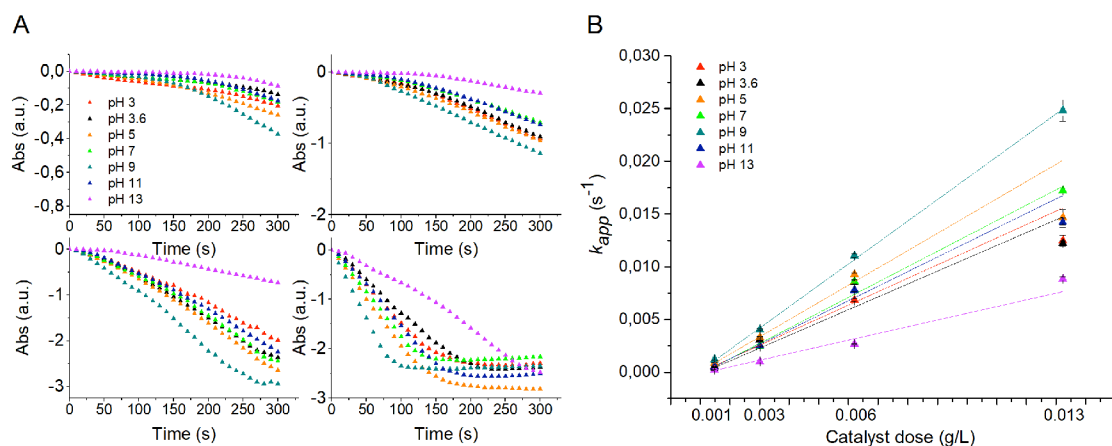 A
0,0
-0,2
-0,4
-0,6
-0,8
Abs (a.u.)
pH 3
pH 3.6
pH 5
pH 7
pH 9
pH 11
pH 13
0 50 100 150 200 250 300
Time (s)
0
-1
-2
Abs (a.u.)
0 50 100 150 200 250 300
Time (s)
0
-1
-2
-3
Abs (a.u.)
0 50 100 150 200 250 300
Time (s)
0
-1
-2
-3
Abs (a.u.)
0 50 100 150 200 250 300
Time (s)
B
0,030
0,025
0,020
0,015
0,010
0,005
0,000
kapp (s-1)
pH 3
pH 3.6
pH 5
pH 7
pH 9
pH 11
pH 13
0.001 0.003 0.006 0.013
Catalyst dose (g/L)